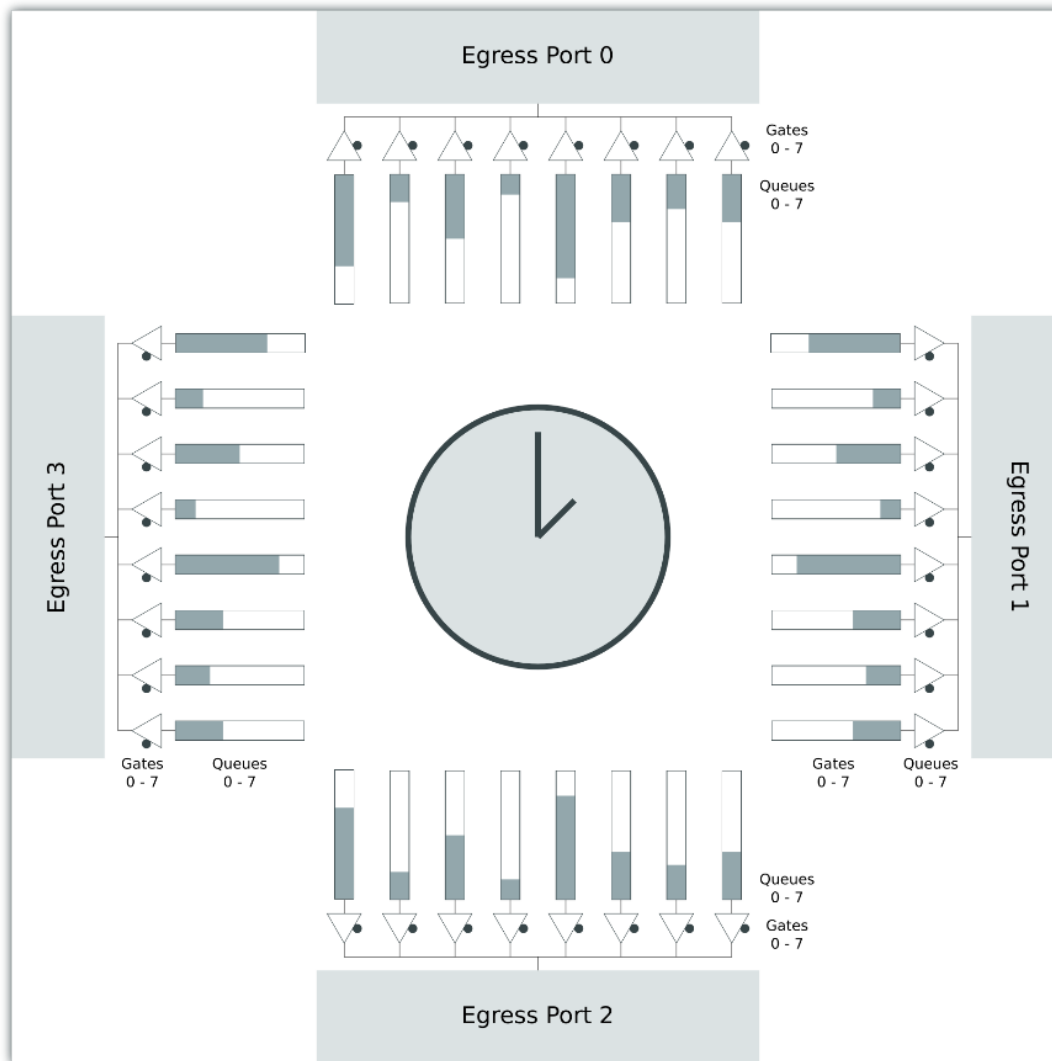 Egress Port 0
Gates
0 - 7
Queues
0 - 7
Egress Port 3
Egress Port 1
Gates
0 - 7
Queues
0 - 7
Gates
0 - 7
Queues
0 - 7
Queues
0 - 7
Gates
0 - 7
Egress Port 2